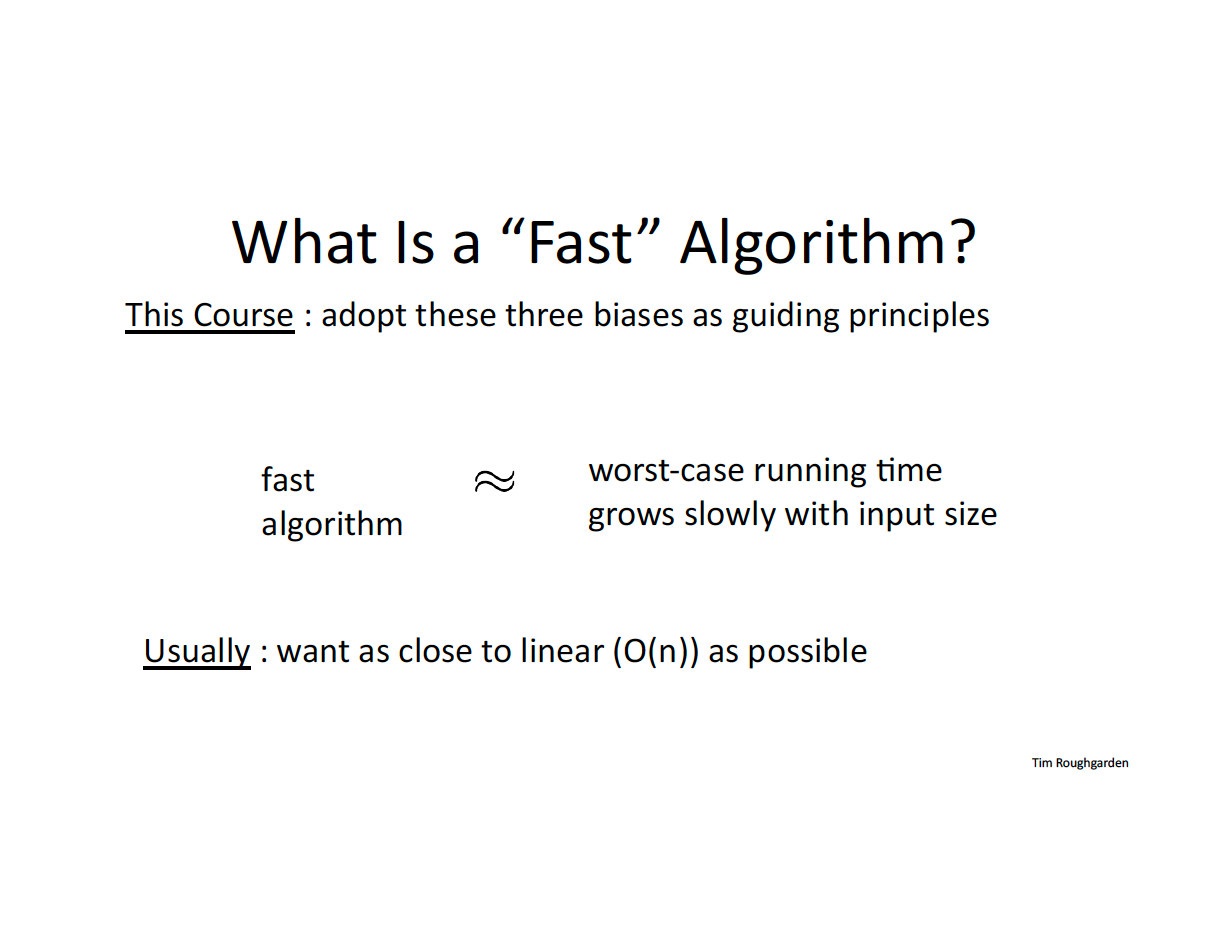 What Is a “Fast” Algorithm?
This Course : adopt these three biases as guiding principles
fast
algorithm
≈
worst-case running time
grows slowly with input size
Usually : want as close to linear (O(n)) as possible
Tim Roughgarden